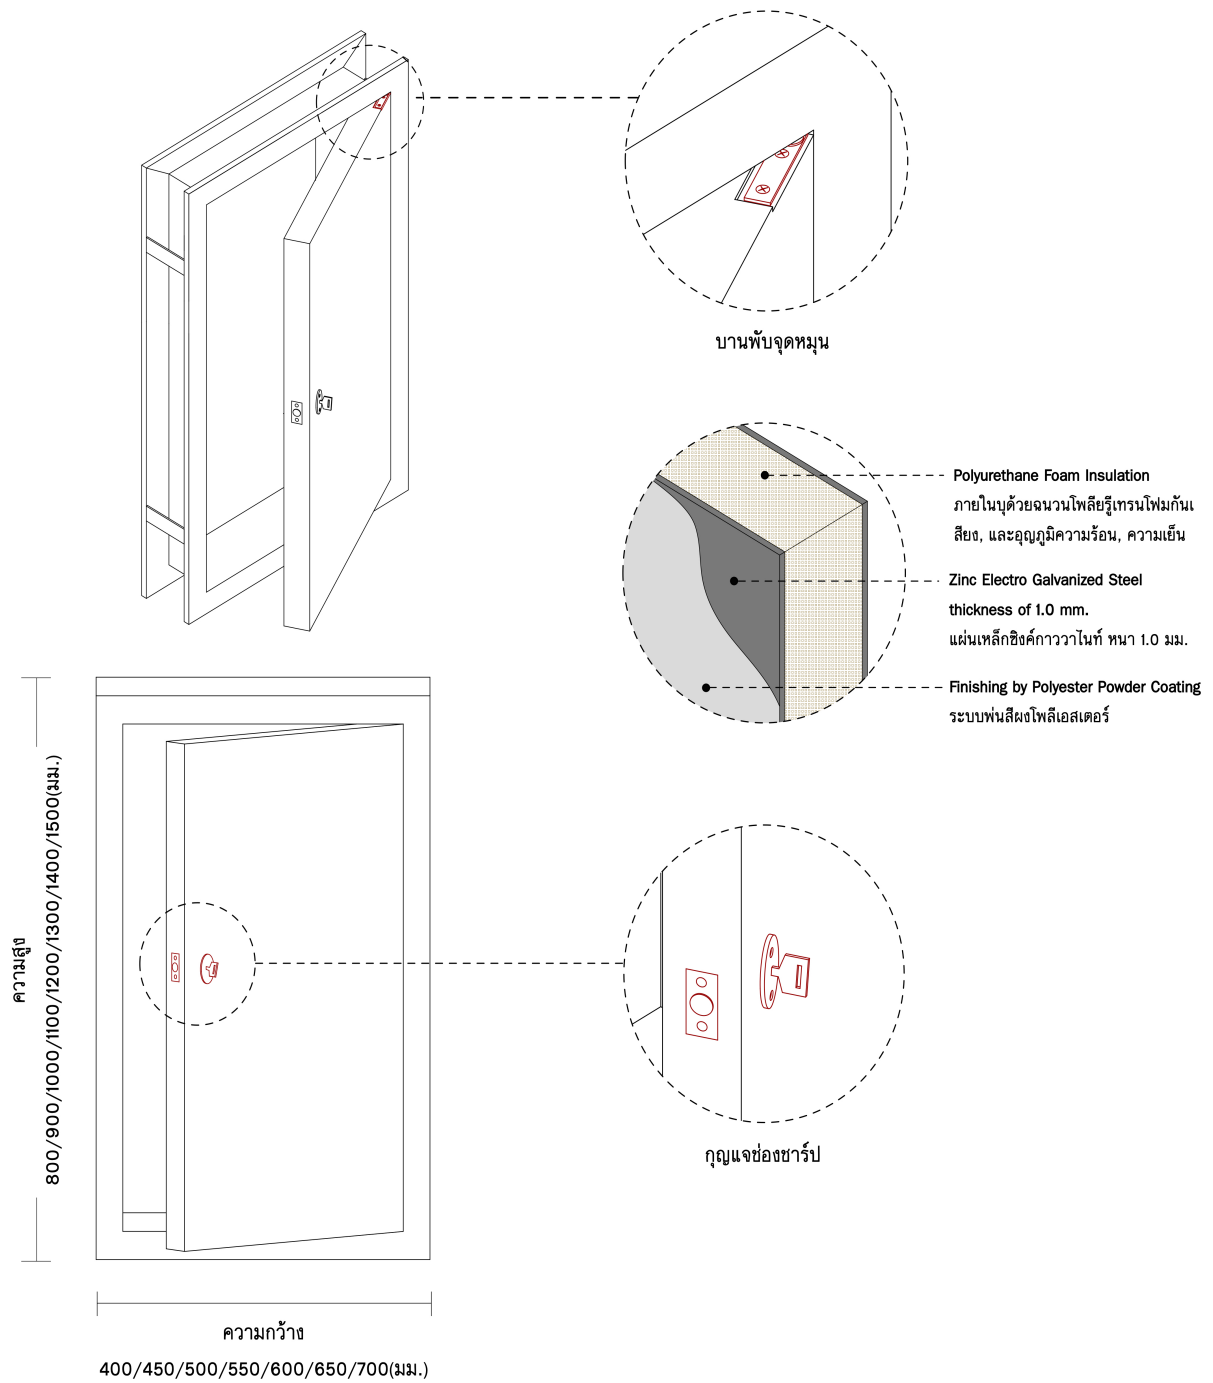 บานพับจุดหมุน
Polyurethane Foam Insulation
ภายในบุด้วยฉนวนโพลียรูีเทรนโฟมกันเ
สียง, และอุญภูมิความร้อน, ความเย็น
Zinc Electro Galvanized Steel
thickness of 1.0 mm.
แผ่นเหล็กซิงค์กาววาไนท์ หนา 1.0 มม.
Finishing by Polyester Powder Coating
ระบบพ่นสีผงโพลีเอสเตอร์
ความสูง
800/900/1000/1100/1200/1300/1400/1500(มม.)
กุญแจช่องชาร์ป
ความกว้าง
400/450/500/550/600/650/700(มม.)